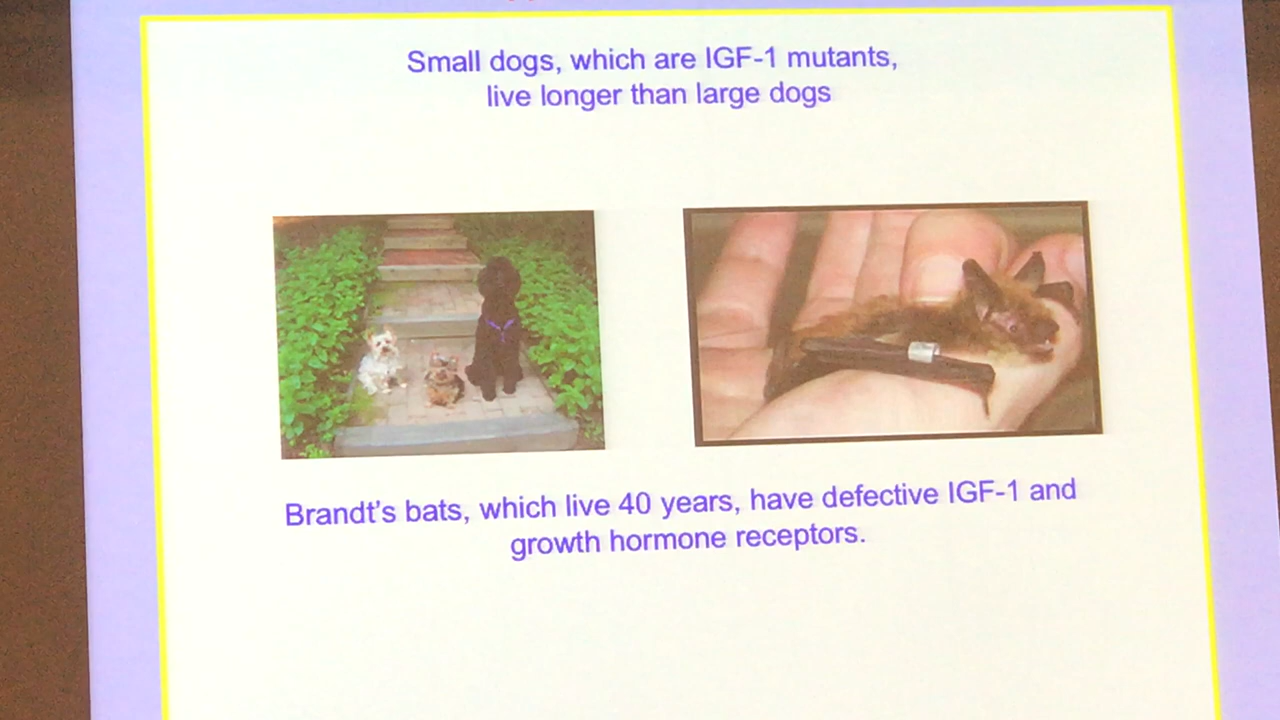 Small dogs, which are IGF-1 mutants,
live longer than large dogs
Brandt's bats, which live 40 years, have defective IGF-1 and
growth hormone receptors.